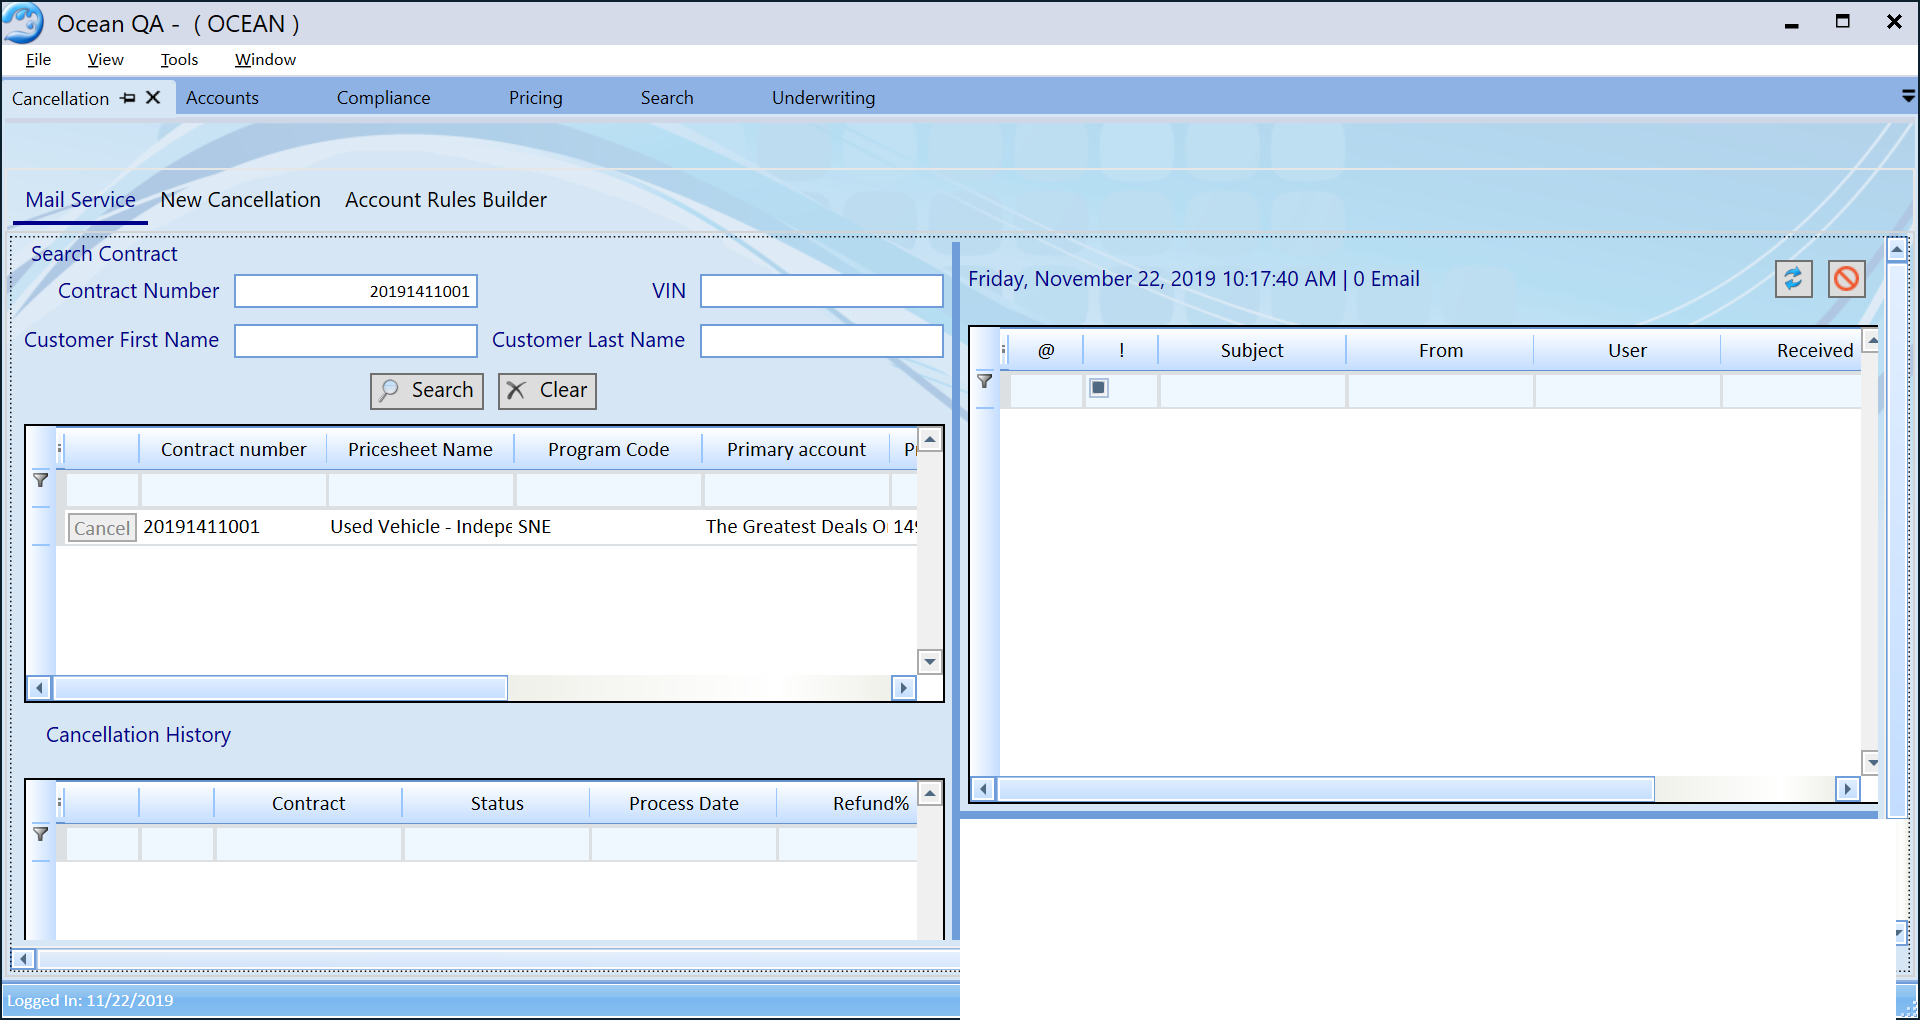 Ocean QA - ( OCEAN )
File View Tools Window
Cancellation Accounts Compliance Pricing Search Underwriting
Mail Service New Cancellation Account Rules Builder
Search Contract
Contract Number 20191411001 VIN
Customer First Name Customer Last Name
Search Clear
Contract number Pricesheet Name Program Code Primary account
Cancel 20191411001 Used Vehicle - Indepe SNE The Greatest Deals O 149
Cancellation History
Contract Status Process Date Refund%
Friday, November 22, 2019 10:17:40 AM | 0 Email
@ ! Subject From User Received
Logged In: 11/22/2019